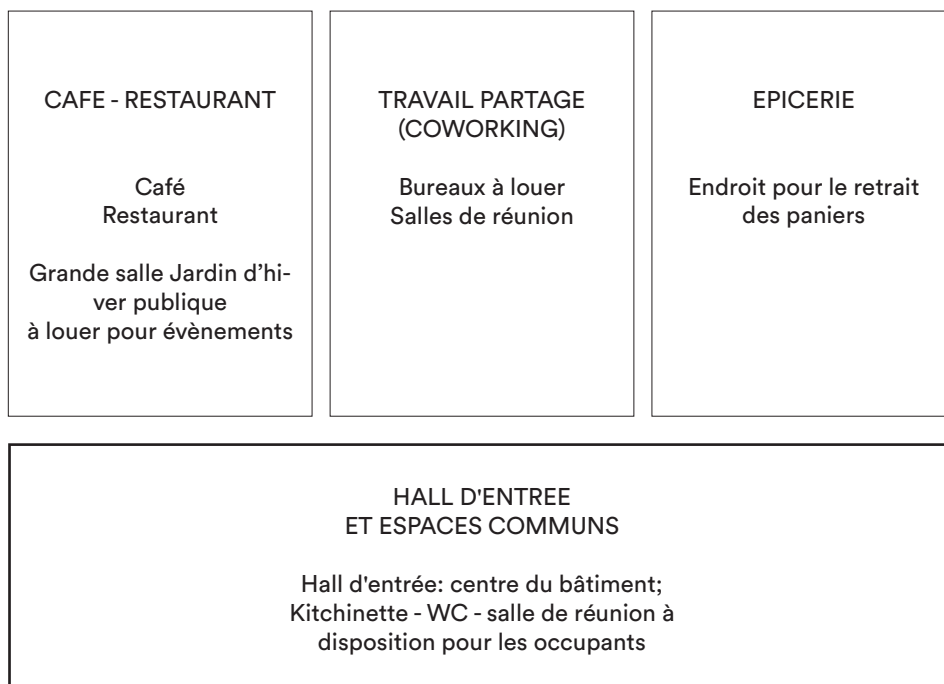 CAFE - RESTAURANT
Café
Restaurant
Grande salle Jardin d’hi-
ver publique
à louer pour évènements
TRAVAIL PARTAGE
(COWORKING)
Bureaux à louer
Salles de réunion
EPICERIE
Endroit pour le retrait
des paniers
HALL D'ENTREE
ET ESPACES COMMUNS
Hall d'entrée: centre du bâtiment;
Kitchinette - WC - salle de réunion à
disposition pour les occupants